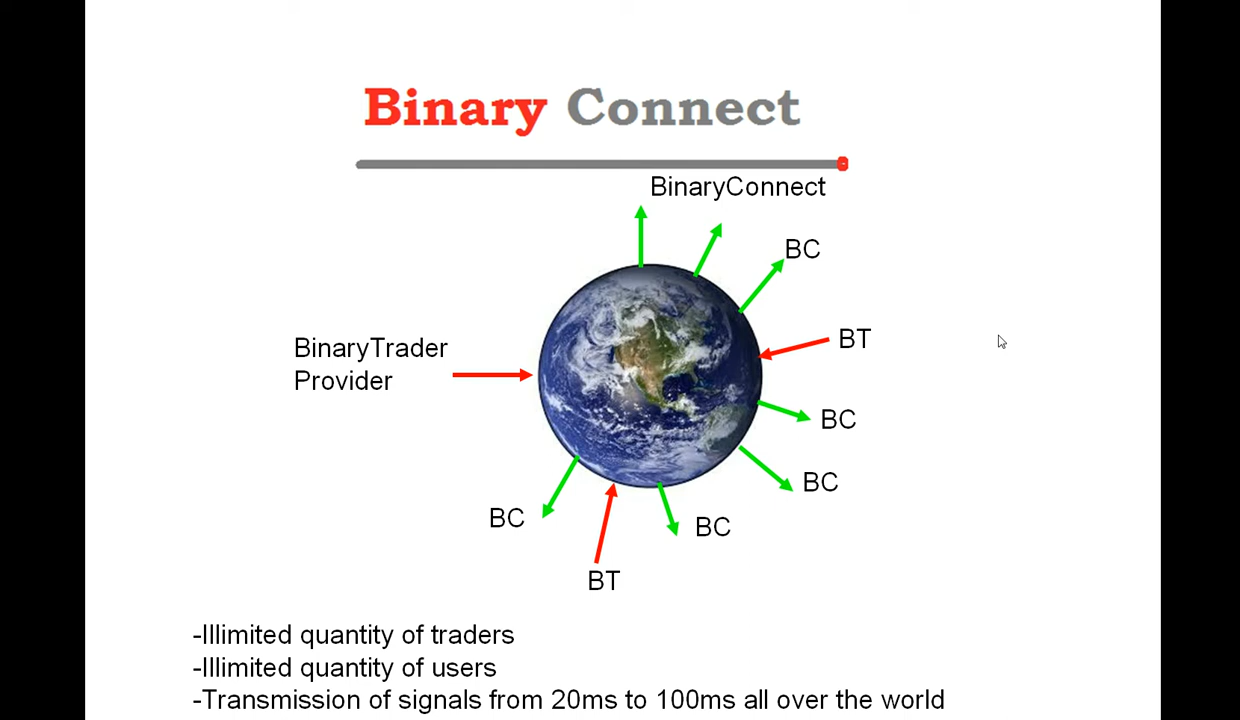 Binary Connect
BinaryConnect
BC
BinaryTrader
Provider
BT
BC
BC
BC
BC
BT
-Illimited quantity of traders
-Illimited quantity of users
-Transmission of signals from 20ms to 100ms all over the world